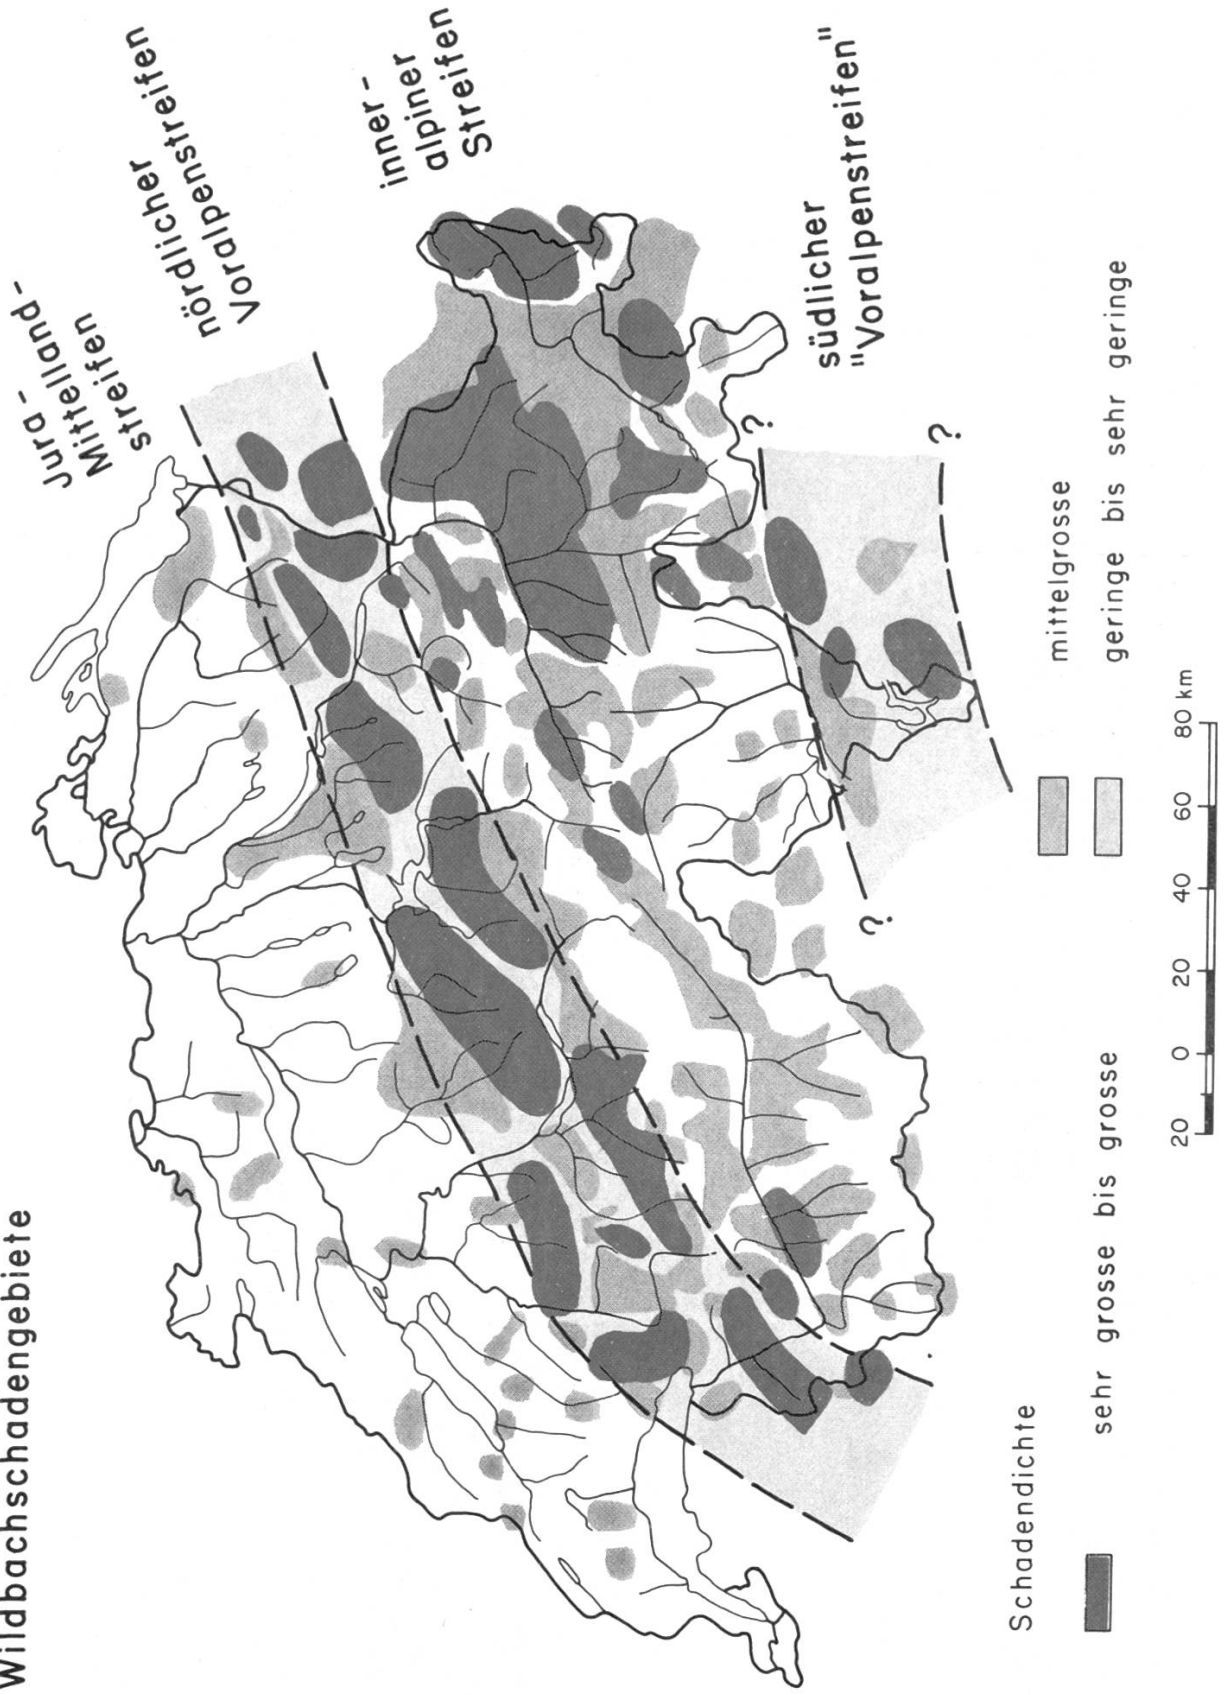 Wildbachschadengebiete
Jura-
Mittelland-
streifen
nördlicher
Voralpenstreifen
inner-
alpiner
Streifen
südlicher
"Voralpenstreifen"
?
?
?
Schadendichte
sehr grosse bis grosse
mittelgrosse
geringe bis sehr geringe
20 0 20 40 60 80 km